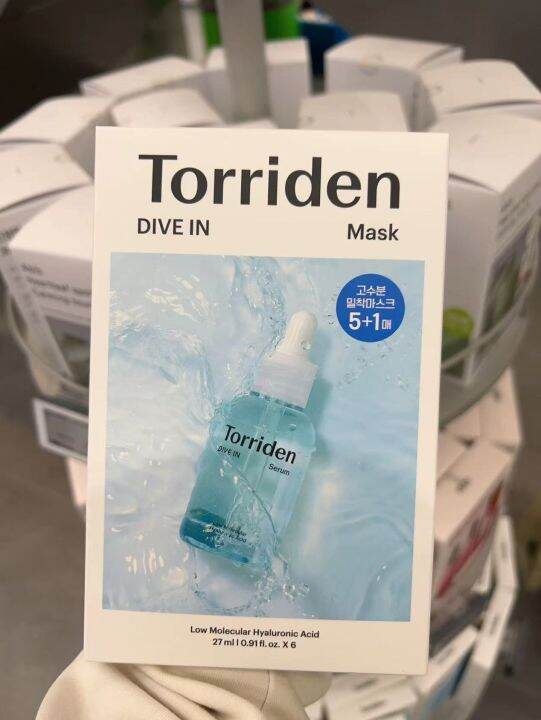 Torriden
DIVE IN Mask
고수분
밀착마스크
5+1매
Torriden
DIVE IN Serum
Low Molecular Hyaluronic Acid
27 ml | 0.91 fl. oz. X 6